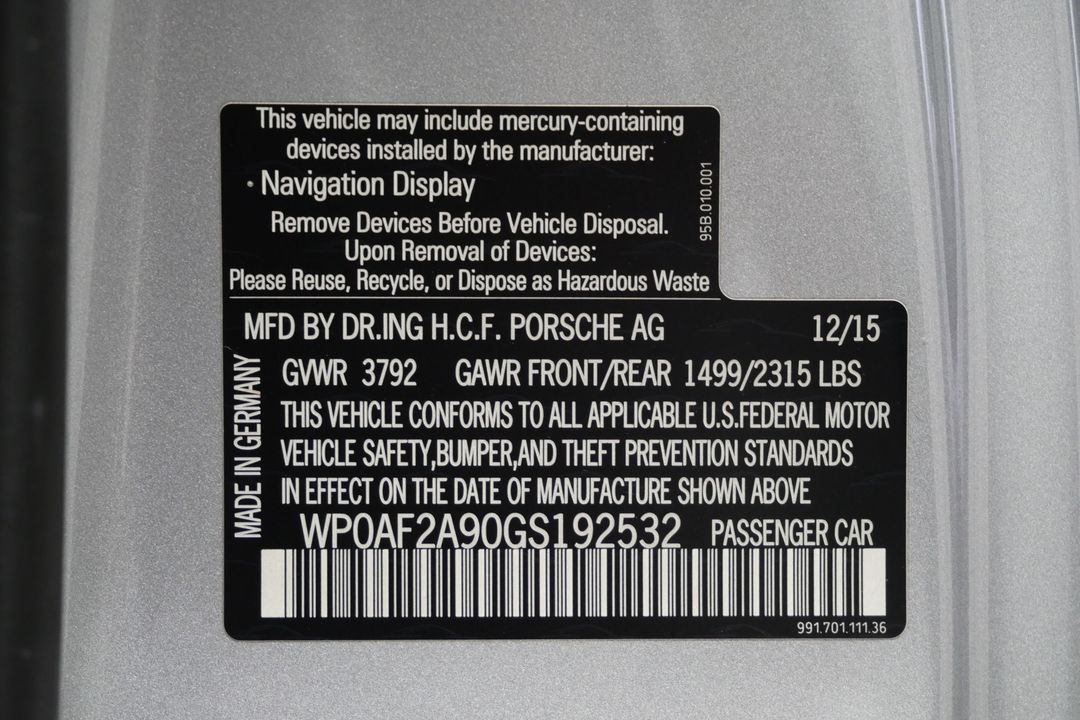 This vehicle may include mercury-containing
devices installed by the manufacturer:
• Navigation Display
Remove Devices Before Vehicle Disposal.
Upon Removal of Devices:
Please Reuse, Recycle, or Dispose as Hazardous Waste
95B.010.001
MFD BY DR.ING H.C.F. PORSCHE AG 12/15
GVWR 3792 GAWR FRONT/REAR 1499/2315 LBS
THIS VEHICLE CONFORMS TO ALL APPLICABLE U.S.FEDERAL MOTOR
VEHICLE SAFETY,BUMPER,AND THEFT PREVENTION STANDARDS
IN EFFECT ON THE DATE OF MANUFACTURE SHOWN ABOVE
MADE IN GERMANY
WP0AF2A90GS192532 PASSENGER CAR
991.701.111.36